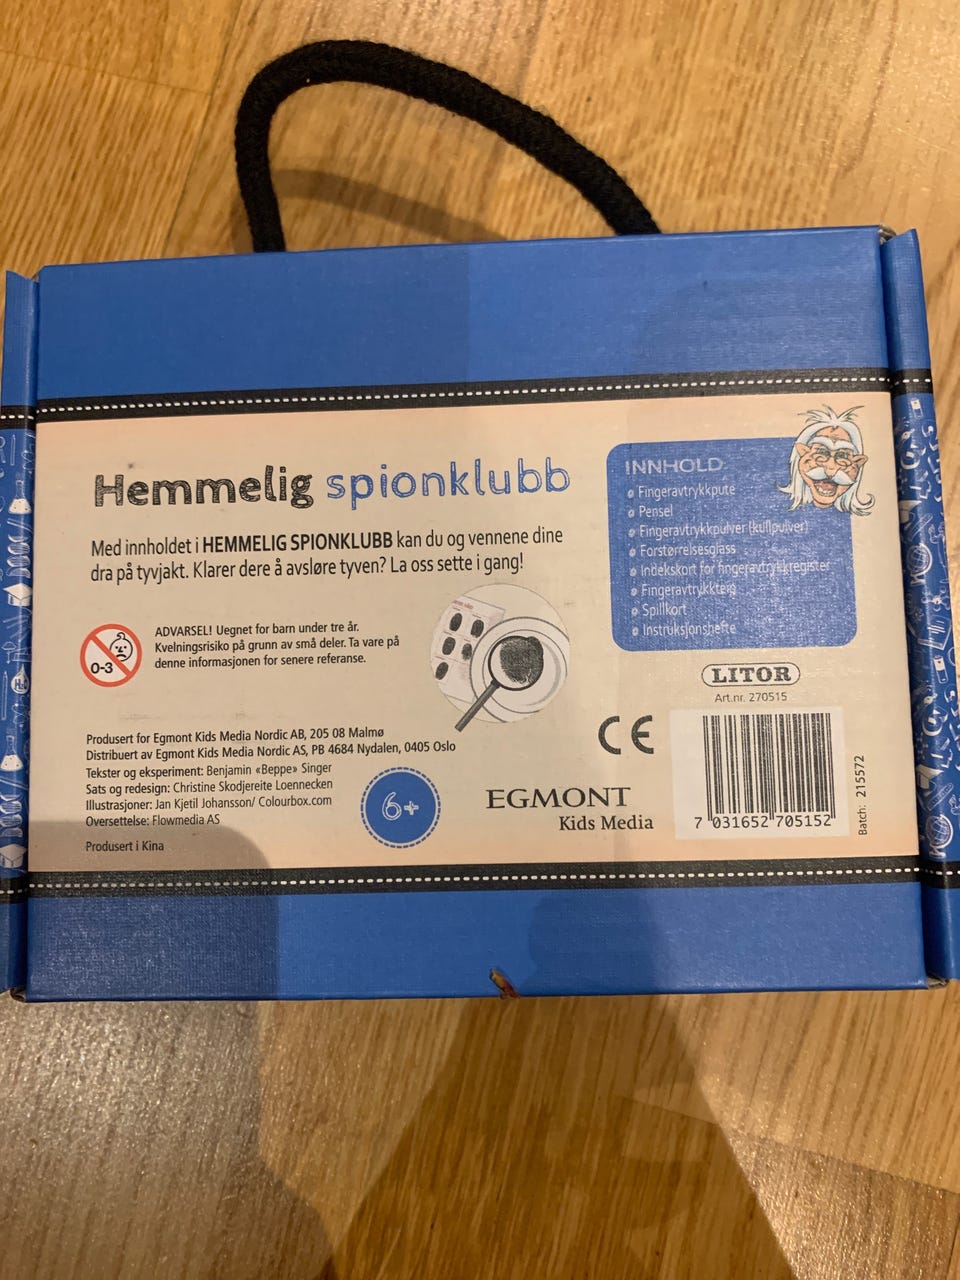 Hemmelig spionklubb
Med innholdet i HEMMELIG SPIONKLUBB kan du og vennene dine
dra på tyvjakt. Klarer dere å avsløre tyven? La oss sette i gang!
INNHOLD:
Fingeravtrykkpute
Pensel
Fingeravtrykkpulver (kullpulver)
Forstørrelsesglass
Indekskort for fingeravtrykkregister
Fingeravtrykkteip
Spillkort
Instruksjonshefte
0-3
ADVARSEL! Uegnet for barn under tre år.
Kvelningsrisiko på grunn av små deler. Ta vare på
denne informasjonen for senere referanse.
LITOR
Art.nr. 270515
Produsert for Egmont Kids Media Nordic AB, 205 08 Malmø
Distribuert av Egmont Kids Media Nordic AS, PB 4684 Nydalen, 0405 Oslo
Tekster og eksperiment: Benjamin «Beppe» Singer
Sats og redesign: Christine Skodjereite Loennecken
Illustrasjoner: Jan Kjetil Johansson/ Colourbox.com
Oversettelse: Flowmedia AS
Produsert i Kina
6+
CE
EGMONT
Kids Media
7 031652 705152
Batch: 215572